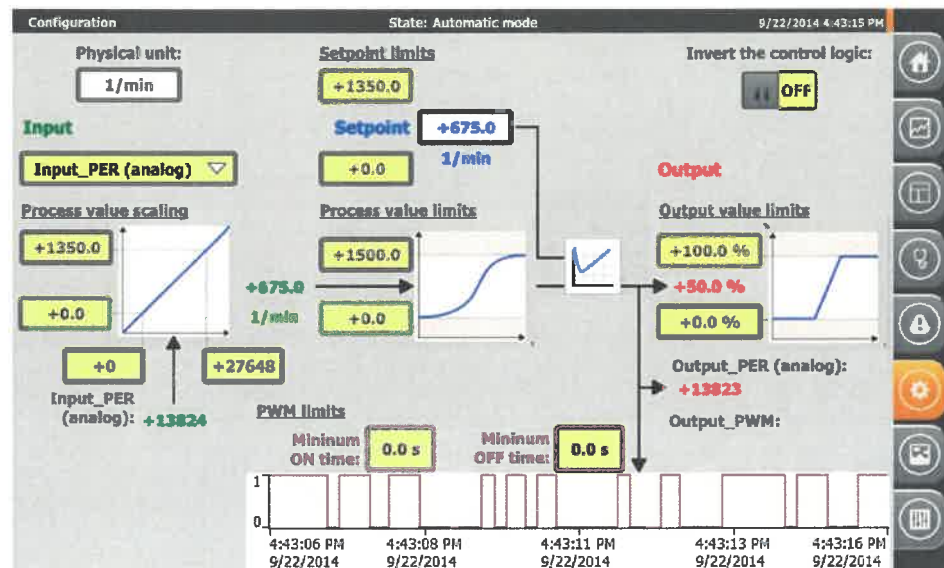 Configuration
State: Automatic mode
9/22/2014 4:43:15 PM
Physical unit:
1/min
Setpoint limits
+1350.0
Invert the control logic:
OFF
Input
Setpoint
+675.0
1/min
Input_PER (analog)
+0.0
Output
Process value scaling
Process value limits
Output value limits
+1350.0
+1500.0
+100.0 %
+675.0
+50.0 %
+0.0
1/min
+0.0
+0.0 %
+0
+27648
Output_PER (analog):
+13823
Input_PER
(analog): +13824
PWM limits
Output_PWM:
Mininum
ON time:
0.0 s
Mininum
OFF time:
0.0 s
1
0
4:43:06 PM
9/22/2014
4:43:08 PM
9/22/2014
4:43:11 PM
9/22/2014
4:43:13 PM
9/22/2014
4:43:16 PM
9/22/2014